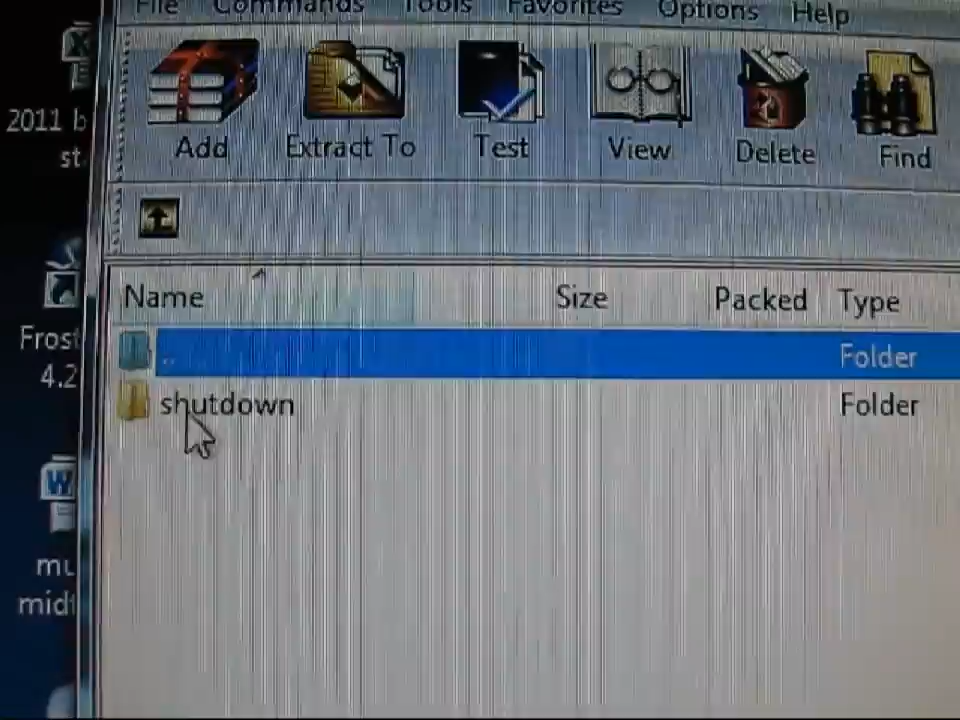 File Commands Tools Favorites Options Help
Add Extract To Test View Delete Find
Name Size Packed Type
.. Folder
shutdown Folder
2011 b
st
Frost
4.2
W
mu
midt